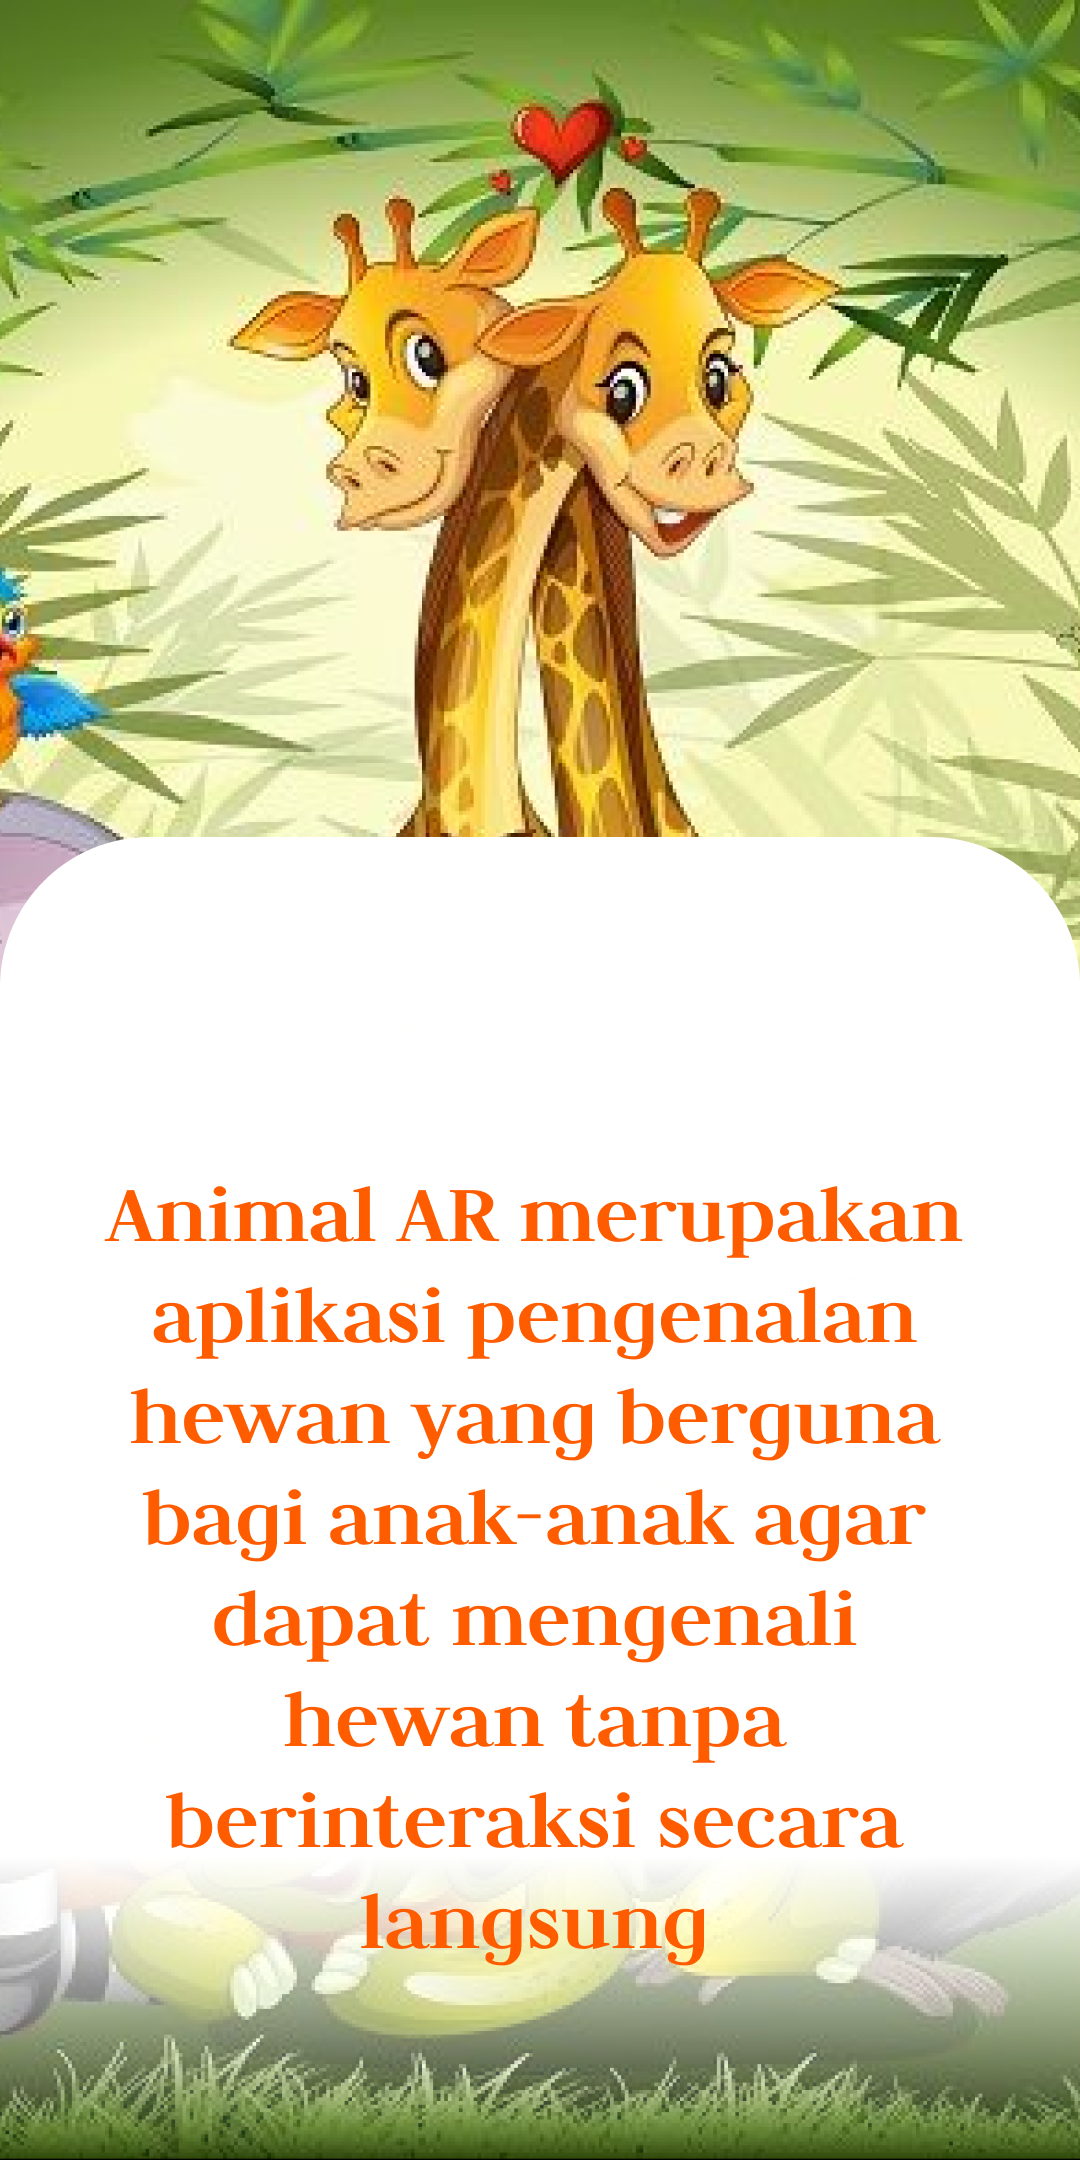 Animal AR merupakan
aplikasi pengenalan
hewan yang berguna
bagi anak-anak agar
dapat mengenali
hewan tanpa
berinteraksi secara
langsung